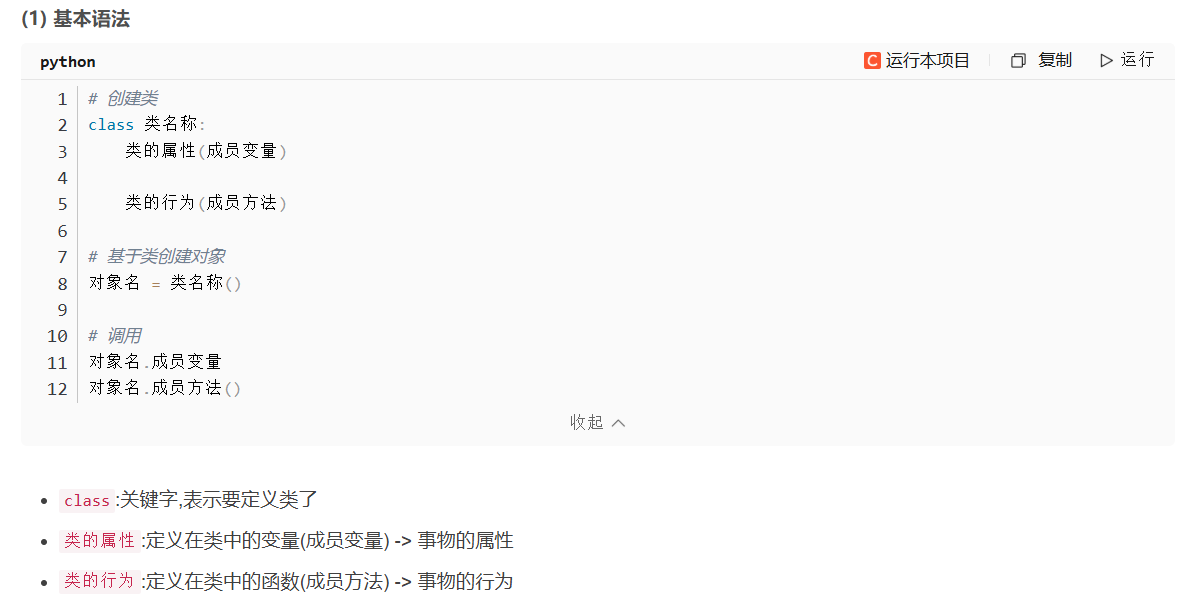 (1) 基本语法
python
C 运行本项目 复制 运行
1 # 创建类
2 class 类名称:
3 类的属性(成员变量)
4
5 类的行为(成员方法)
6
7 # 基于类创建对象
8 对象名 = 类名称()
9
10 # 调用
11 对象名.成员变量
12 对象名.成员方法()
收起
class:关键字,表示要定义类了
类的属性:定义在类中的变量(成员变量) -> 事物的属性
类的行为:定义在类中的函数(成员方法) -> 事物的行为